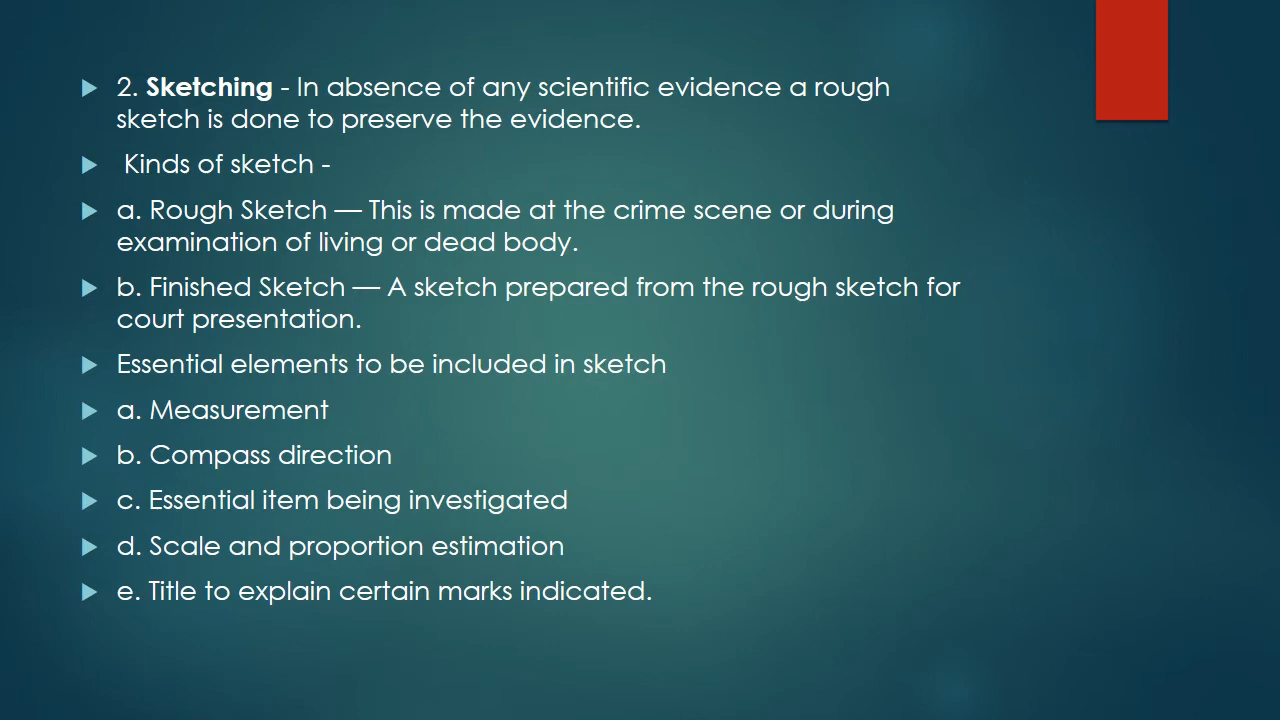 2. Sketching - In absence of any scientific evidence a rough
sketch is done to preserve the evidence.
Kinds of sketch -
a. Rough Sketch — This is made at the crime scene or during
examination of living or dead body.
b. Finished Sketch — A sketch prepared from the rough sketch for
court presentation.
Essential elements to be included in sketch
a. Measurement
b. Compass direction
c. Essential item being investigated
d. Scale and proportion estimation
e. Title to explain certain marks indicated.